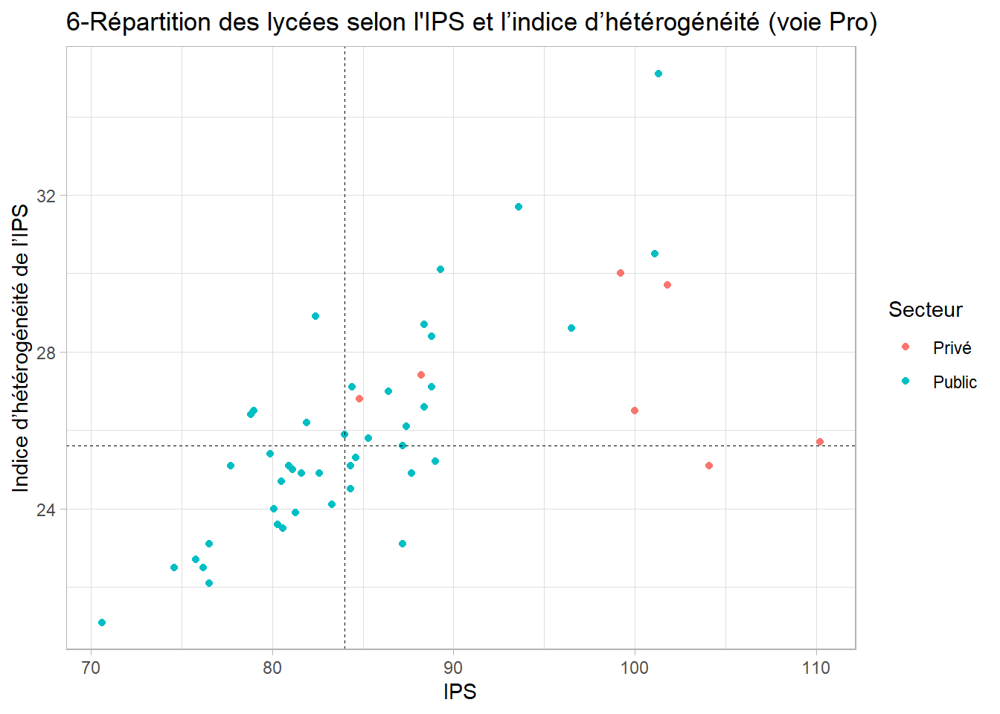 6-Répartition des lycées selon l'IPS et l’indice d’hétérogénéité (voie Pro)
Indice d’hétérogénéité de l’IPS
32
28
24
70
80
90
100
110
IPS
Secteur
Privé
Public